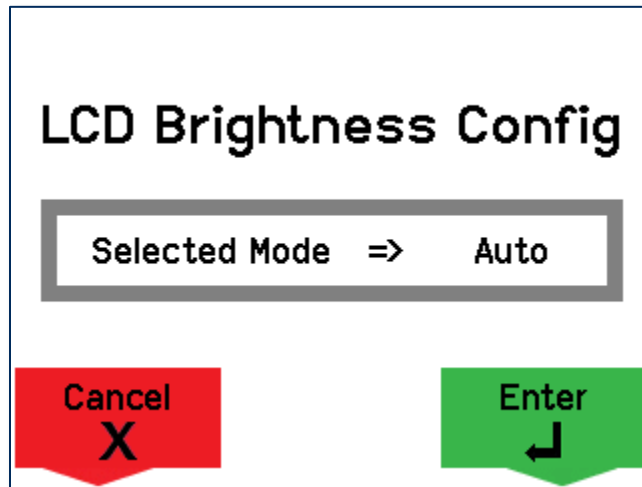 LCD Brightness Config
Selected Mode => Auto
Cancel Enter
X ↵